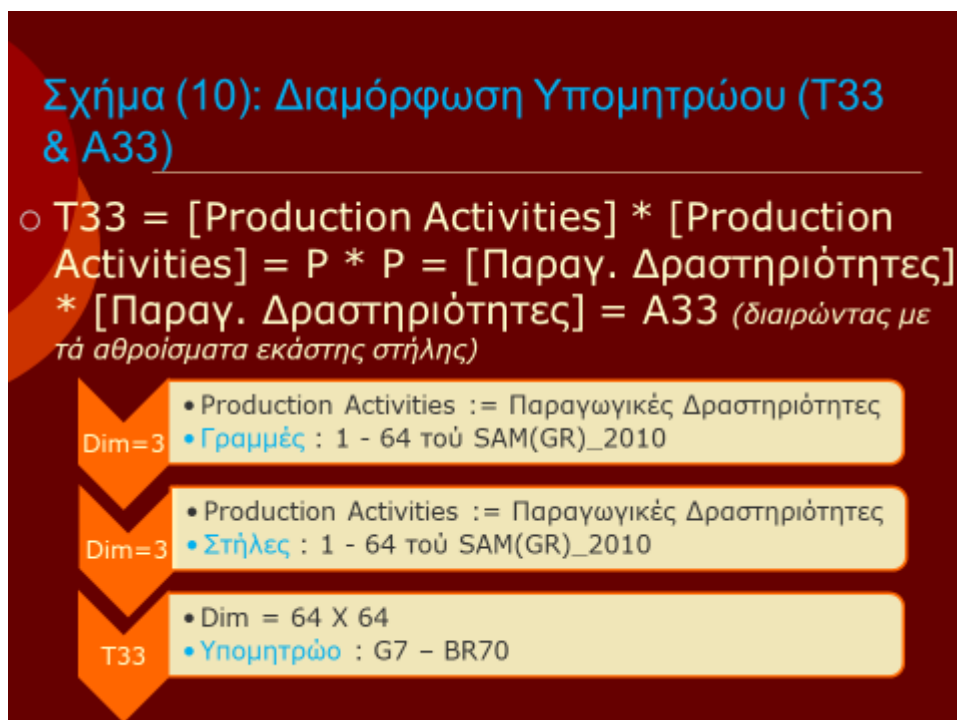 Σχήμα (10): Διαμόρφωση Υπομητρώου (Τ33
& Α33)
Τ33 = [Production Activities] * [Production
Activities] = P * P = [Παραγ. Δραστηριότητες]
* [Παραγ. Δραστηριότητες] = Α33 (διαιρώντας με
τά αθροίσματα εκάστης στήλης)
Dim=3
• Production Activities := Παραγωγικές Δραστηριότητες
• Γραμμές : 1 - 64 τού SAM(GR)_2010
Dim=3
• Production Activities := Παραγωγικές Δραστηριότητες
• Στήλες : 1 - 64 τού SAM(GR)_2010
T33
• Dim = 64 X 64
• Υπομητρώο : G7 – BR70